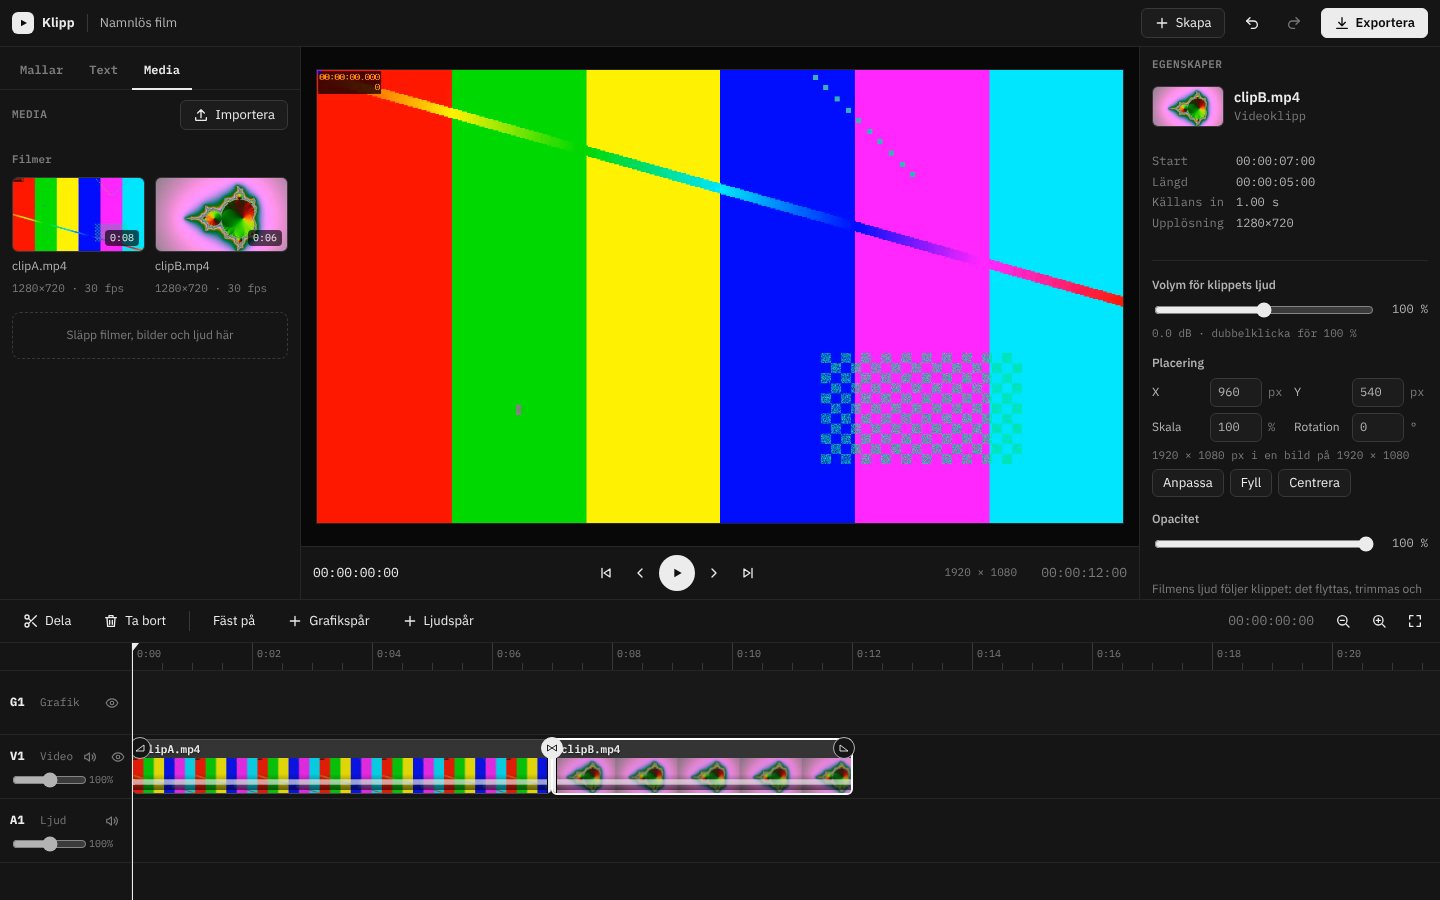 Klipp
Namnlös film
Skapa
Exportera
Mallar Text Media
MEDIA
Importera
Filmer
0:08
0:06
clipA.mp4
clipB.mp4
1280×720 · 30 fps
1280×720 · 30 fps
Släpp filmer, bilder och ljud här
00:00:00.000
0
00:00:00:00
1920 × 1080
00:00:12:00
EGENSKAPER
clipB.mp4
Videoklipp
Start 00:00:07:00
Längd 00:00:05:00
Källans in 1.00 s
Upplösning 1280×720
Volym för klippets ljud
100 %
0.0 dB · dubbelklicka för 100 %
Placering
X 960 px Y 540 px
Skala 100 % Rotation 0 °
1920 × 1080 px i en bild på 1920 × 1080
Anpassa Fyll Centrera
Opacitet
100 %
Filmens ljud följer klippet: det flyttas, trimmas och
Dela Ta bort Fäst på Grafikspår Ljudspår
00:00:00:00
0:00 0:02 0:04 0:06 0:08 0:10 0:12 0:14 0:16 0:18 0:20
G1 Grafik
V1 Video
100%
lipA.mp4
clipB.mp4
A1 Ljud
100%